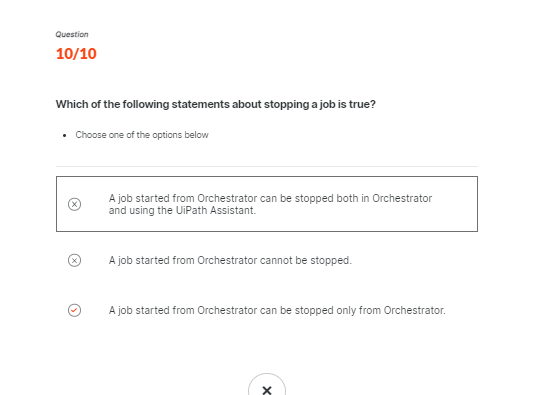 Question
10/10
Which of the following statements about stopping a job is true?
• Choose one of the options below
A job started from Orchestrator can be stopped both in Orchestrator
and using the UiPath Assistant.
A job started from Orchestrator cannot be stopped.
A job started from Orchestrator can be stopped only from Orchestrator.